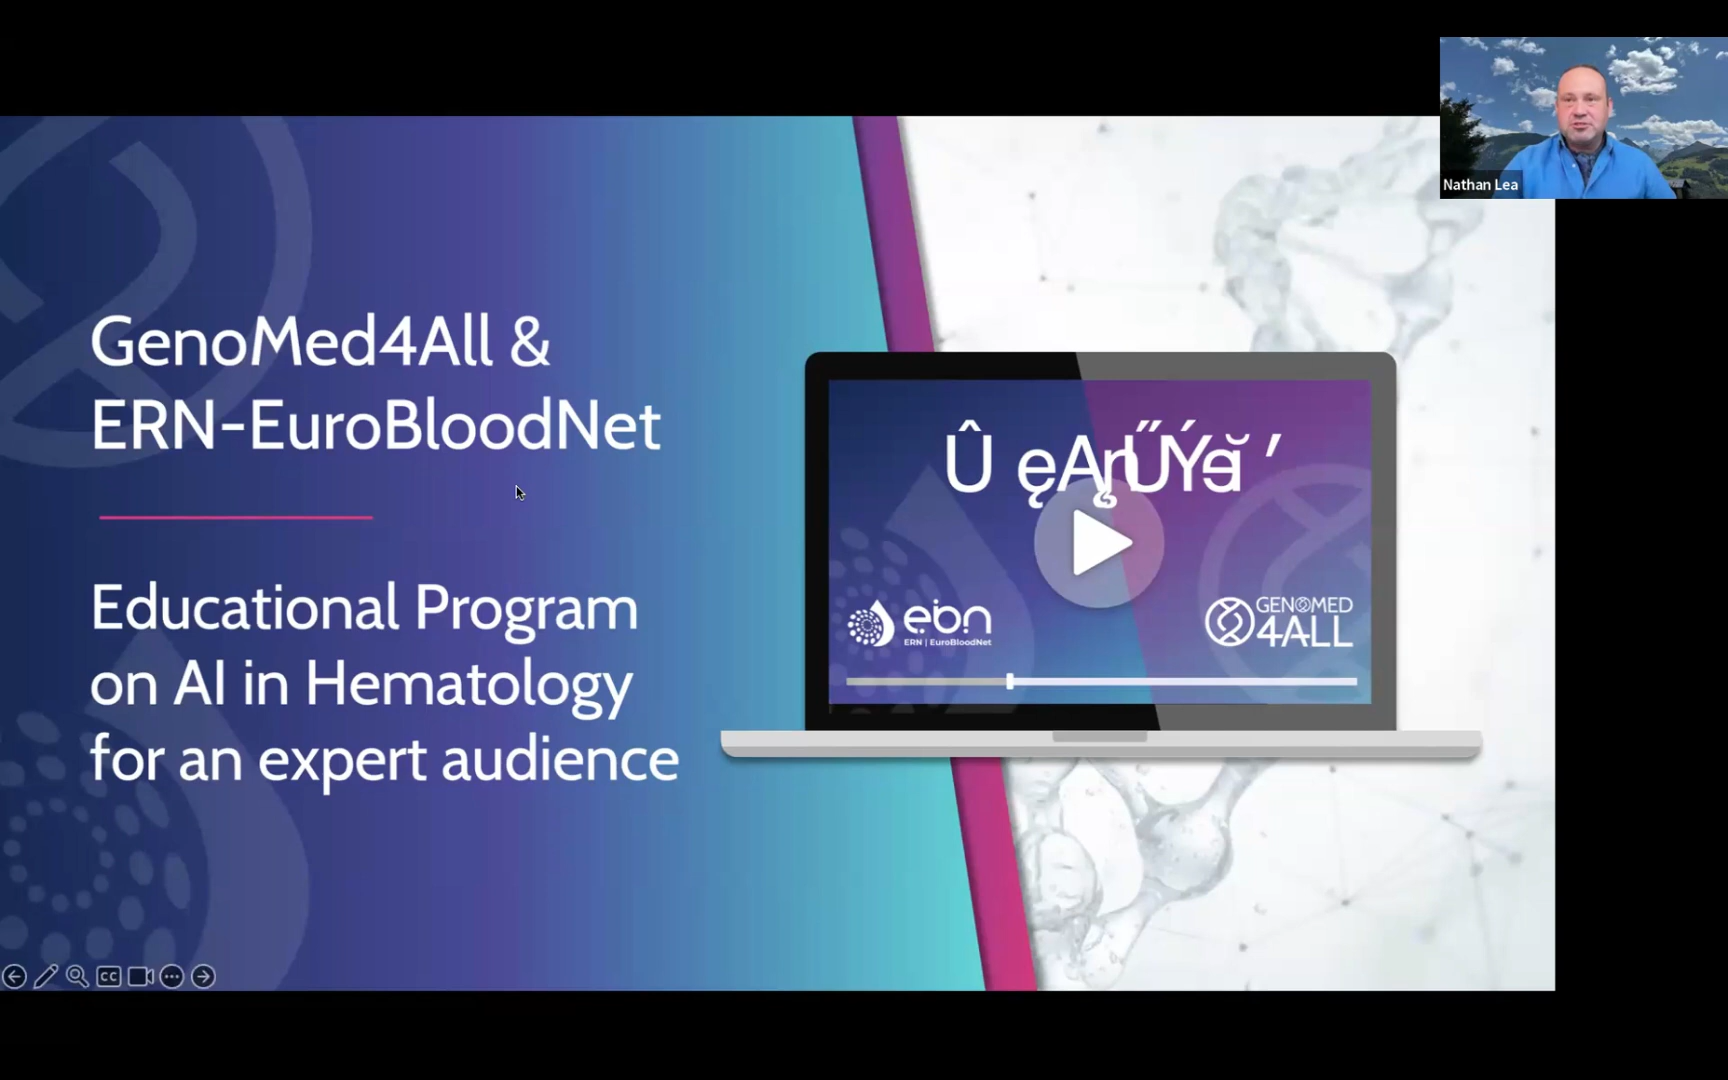 Nathan Lea
GenoMed4All &
ERN-EuroBloodNet
Educational Program
on AI in Hematology
for an expert audience
ebn
ERN | EuroBloodNet
GENOMED
4ALL
CC